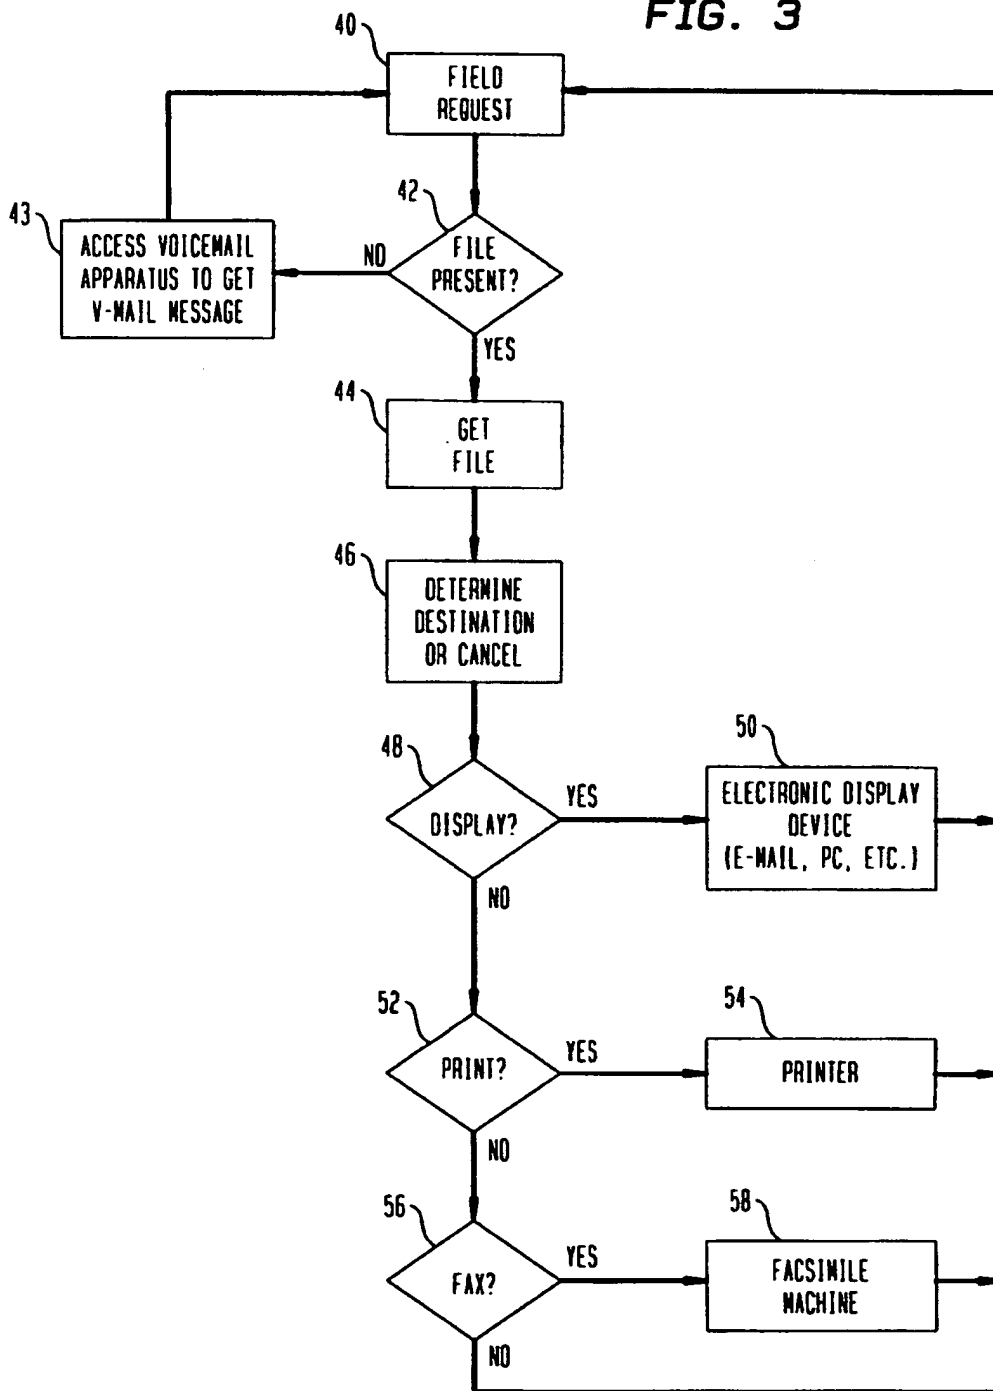 FIG. 3
40
FIELD
REQUEST
42
FILE
PRESENT?
NO
43
ACCESS VOICEMAIL
APPARATUS TO GET
V-MAIL MESSAGE
YES
44
GET
FILE
46
DETERMINE
DESTINATION
OR CANCEL
48
DISPLAY?
YES
50
ELECTRONIC DISPLAY
DEVICE
(E-MAIL, PC, ETC.)
NO
52
PRINT?
YES
54
PRINTER
NO
56
FAX?
YES
58
FACSIMILE
MACHINE
NO